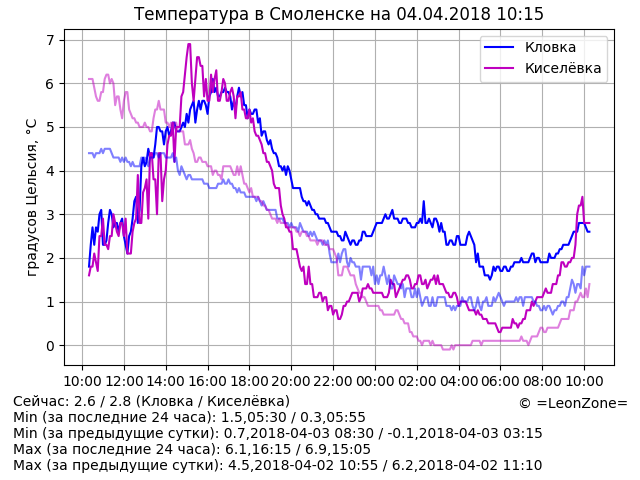 Температура в Смоленске на 04.04.2018 10:15
Кловка
Киселёвка
градусов Цельсия, °C
7
6
5
4
3
2
1
0
10:00 12:00 14:00 16:00 18:00 20:00 22:00 00:00 02:00 04:00 06:00 08:00 10:00
Сейчас: 2.6 / 2.8 (Кловка / Киселёвка)
© =LeonZone=
Min (за последние 24 часа): 1.5,05:30 / 0.3,05:55
Min (за предыдущие сутки): 0.7,2018-04-03 08:30 / -0.1,2018-04-03 03:15
Max (за последние 24 часа): 6.1,16:15 / 6.9,15:05
Max (за предыдущие сутки): 4.5,2018-04-02 10:55 / 6.2,2018-04-02 11:10